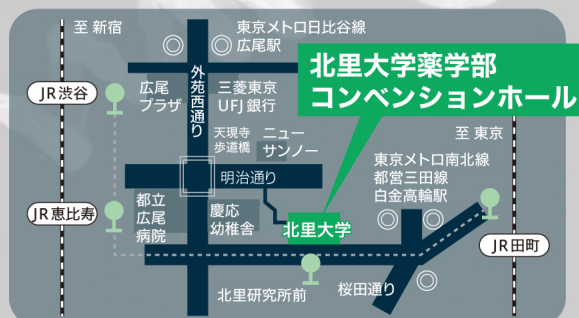 至 新宿
東京メトロ日比谷線
広尾駅
北里大学薬学部
コンベンションホール
外苑西通り
JR渋谷
広尾
プラザ
三菱東京
UFJ銀行
天現寺
歩道橋
ニュー
サンノー
至 東京
東京メトロ南北線
都営三田線
白金高輪駅
明治通り
JR恵比寿
都立
広尾
病院
慶応
幼稚舎
北里大学
JR田町
北里研究所前
桜田通り